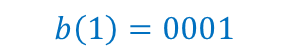 b(1) = 0001